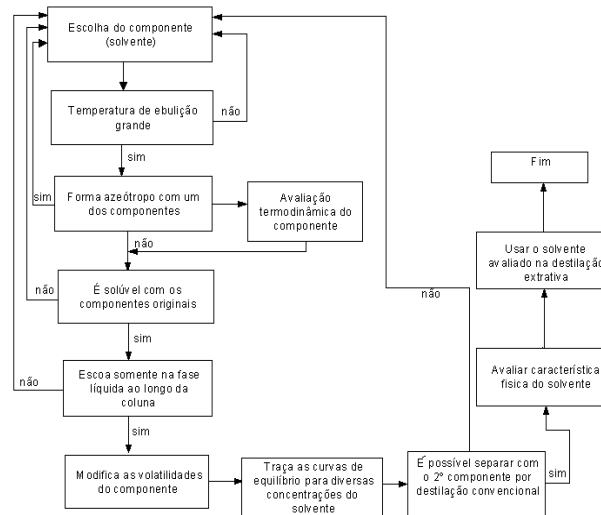 Escolha do componente
(solvente)
não
Temperatura de ebulição
grande
sim
sim
Forma azeótropo com um
dos componentes
Avaliação
termodinâmica do
componente
não
não
É solúvel com os
componentes originais
sim
não
Escoa somente na fase
líquida ao longo da
coluna
sim
Modifica as volatilidades
do componente
Traça as curvas de
equilíbrio para diversas
concentrações do
solvente
É possível separar com
o 2º componente por
destilação convencional
não
sim
Avaliar característica
fisica do solvente
Usar o solvente
avaliado na destilação
extrativa
Fim